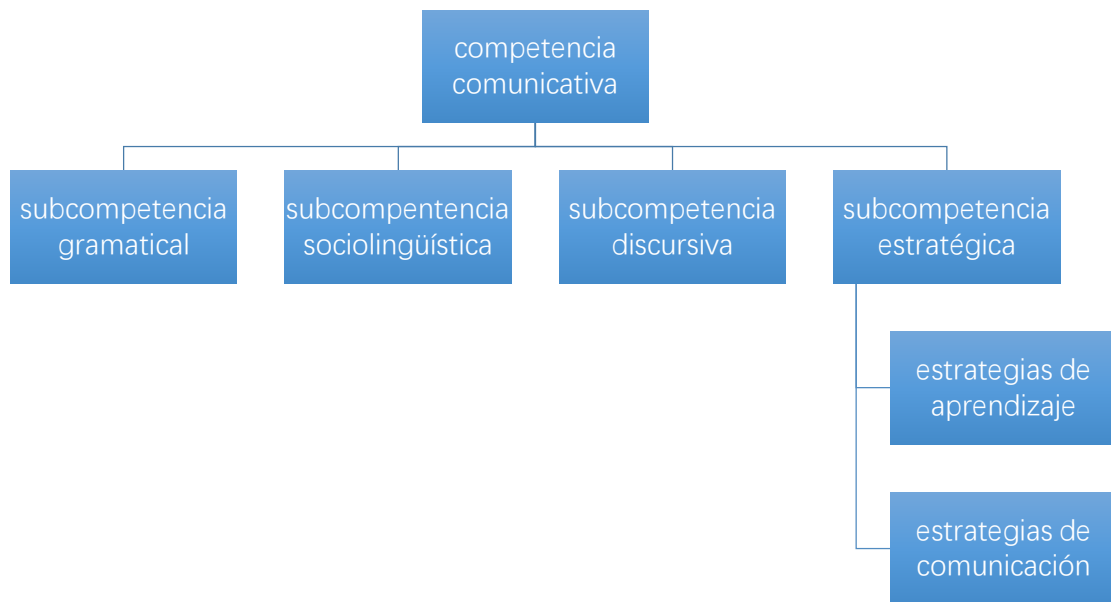 competencia
comunicativa
subcompetencia
gramatical
subcompentencia
sociolingüística
subcompetencia
discursiva
subcompetencia
estratégica
estrategias de
aprendizaje
estrategias de
comunicación